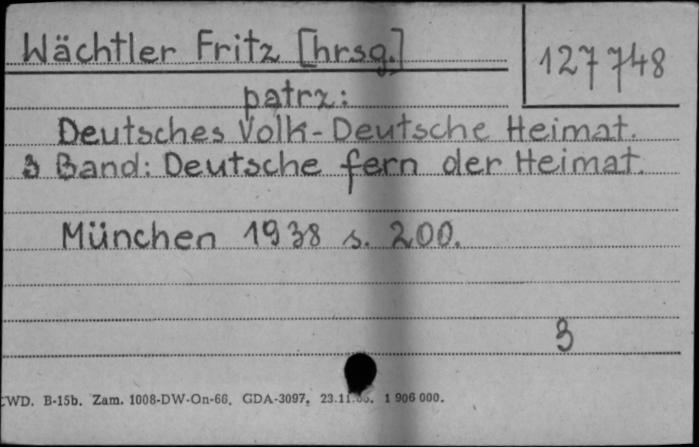 Wächtler Fritz [hrsg.]
127748
patrz:
Deutsches Volk-Deutsche Heimat.
3 Band: Deutsche fern der Heimat.
München 1938 s. 200.
3
CWD. B-15b. Zam. 1008-DW-On-66. GDA-3097. 1 906 000.